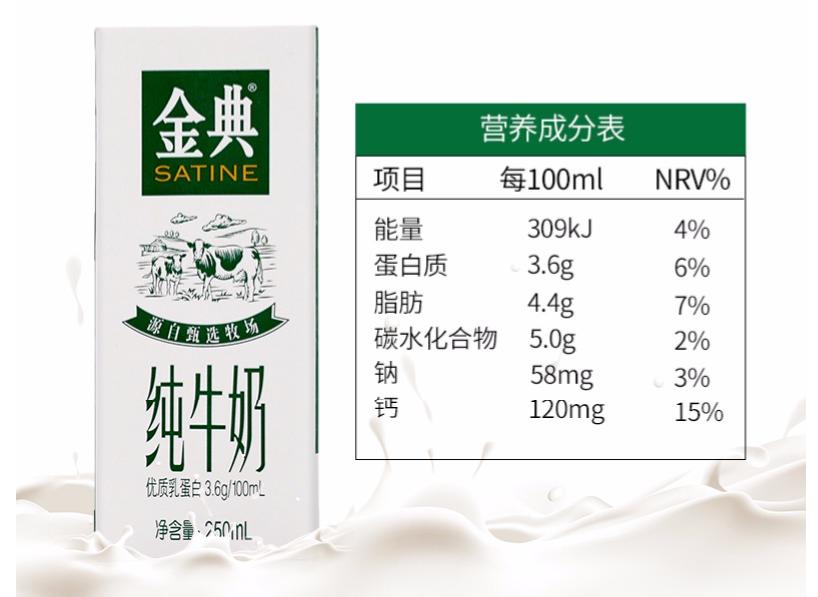 金典®
SATINE
源自甄选牧场
纯牛奶
优质乳蛋白 3.6g/100mL
净含量: 250mL
营养成分表
项目 每100ml NRV%
能量 309kJ 4%
蛋白质 3.6g 6%
脂肪 4.4g 7%
碳水化合物 5.0g 2%
钠 58mg 3%
钙 120mg 15%